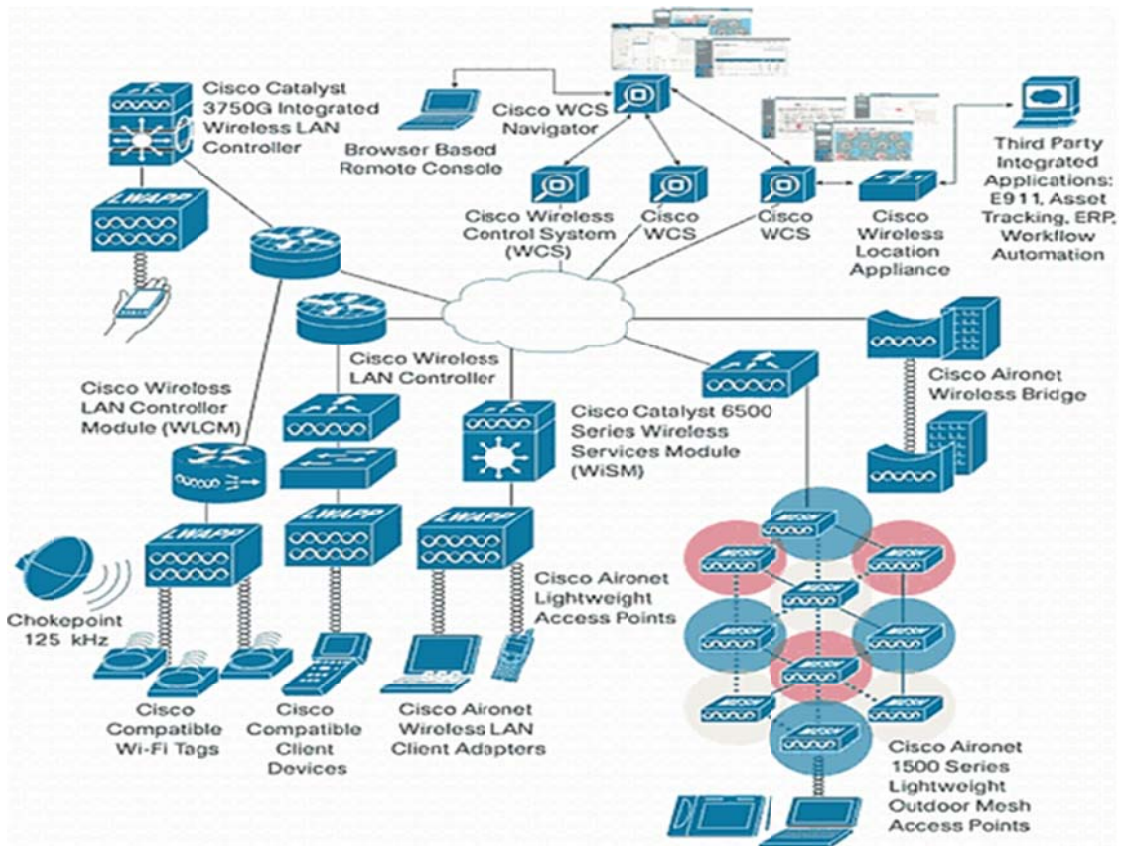 Cisco Catalyst
3750G Integrated
Wireless LAN
Controller
LWAPP
Browser Based
Remote Console
Cisco WCS
Navigator
Cisco Wireless
Control System
(WCS)
Cisco
WCS
Cisco
WCS
Cisco
Wireless
Location
Appliance
Third Party
Integrated
Applications:
E911, Asset
Tracking, ERP,
Workflow
Automation
Cisco Wireless
LAN Controller
Module (WLCM)
Cisco Wireless
LAN Controller
Cisco Catalyst 6500
Series Wireless
Services Module
(WiSM)
Cisco Aironet
Wireless Bridge
LWAPP
LWAPP
LWAPP
Chokepoint
125 kHz
Cisco Aironet
Lightweight
Access Points
Cisco
Compatible
Wi-Fi Tags
Cisco
Compatible
Client
Devices
Cisco Aironet
Wireless LAN
Client Adapters
Cisco Aironet
1500 Series
Lightweight
Outdoor Mesh
Access Points